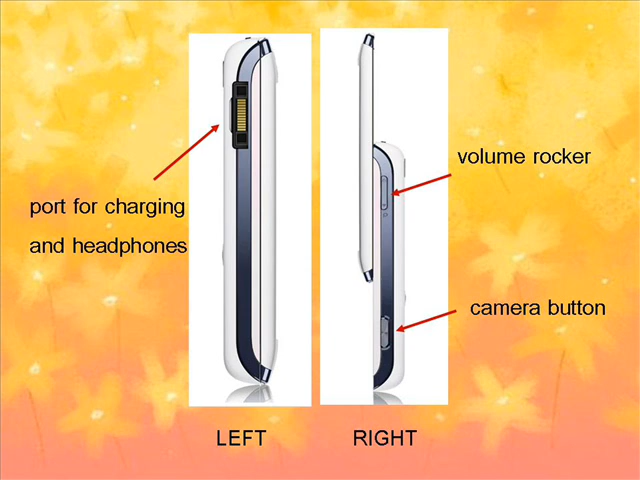 volume rocker
port for charging
and headphones
camera button
LEFT
RIGHT